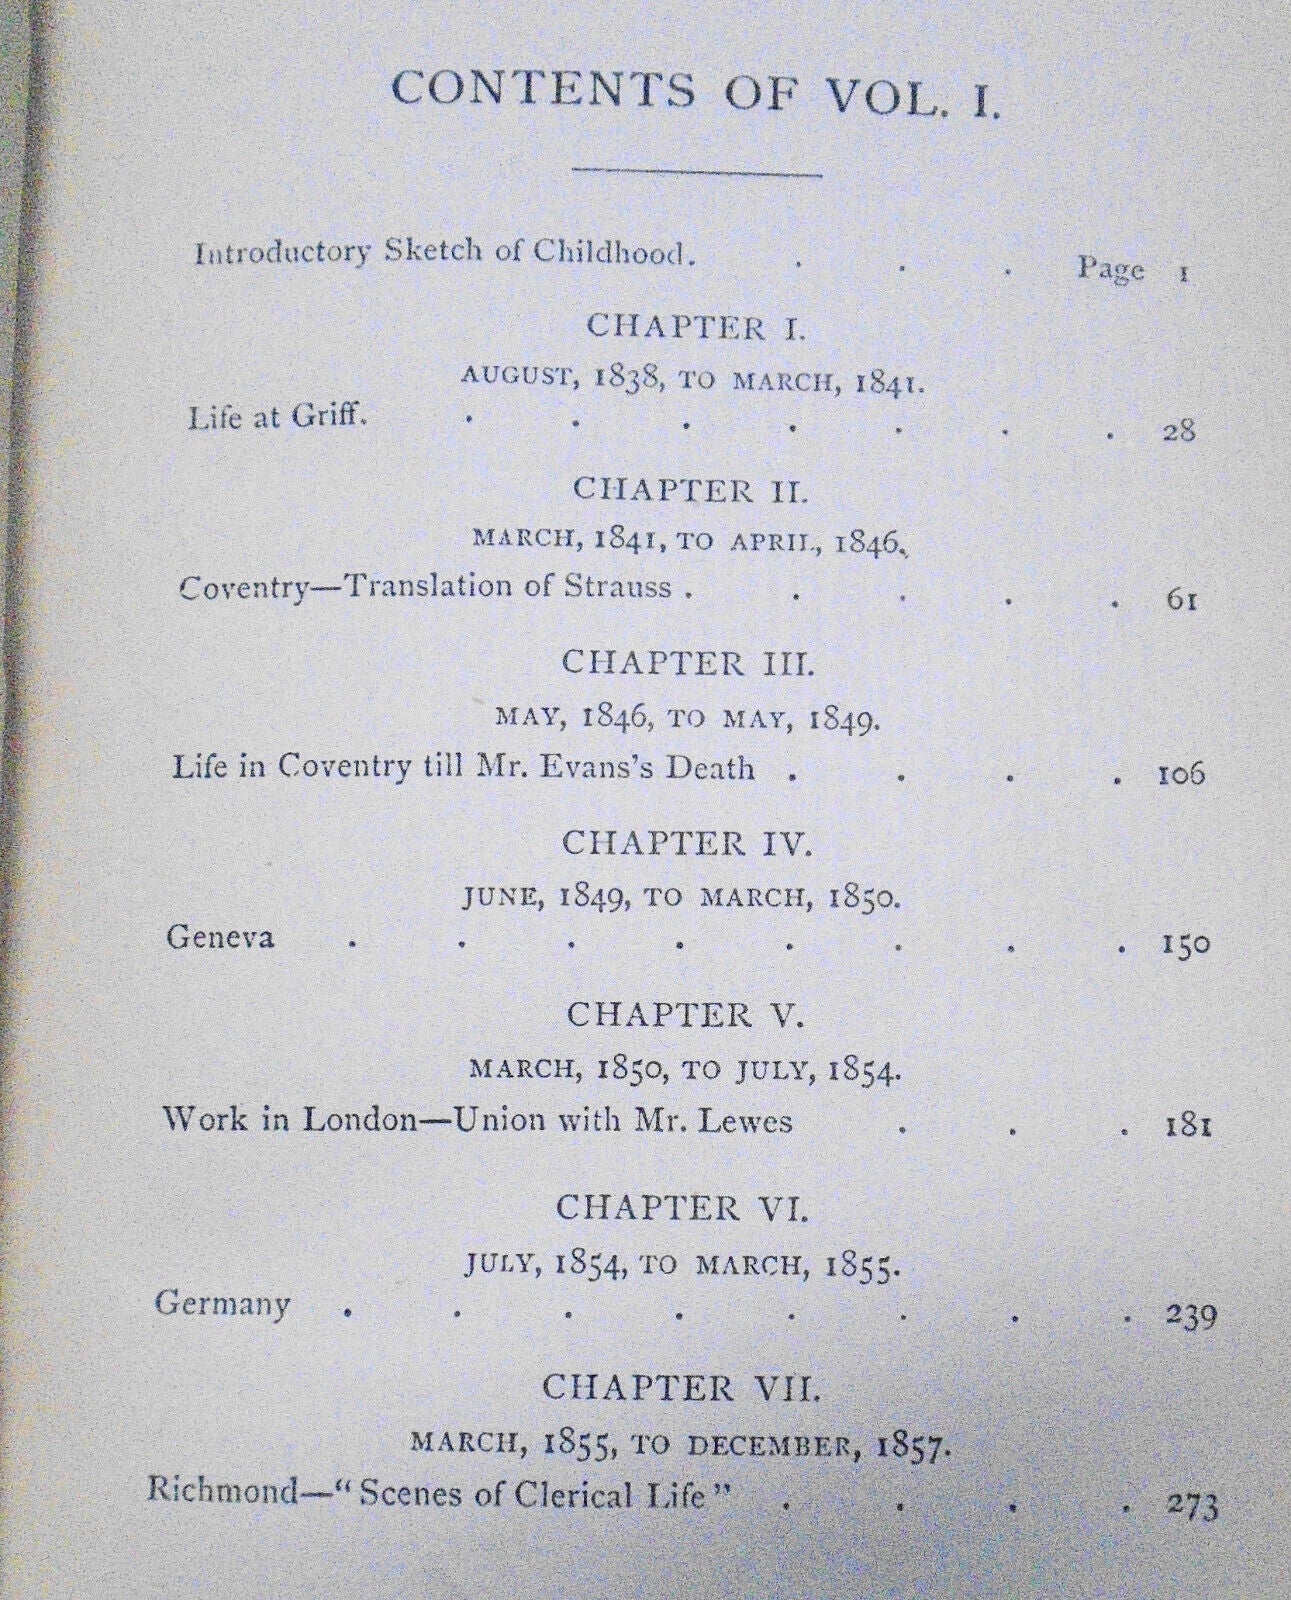 CONTENTS OF VOL. I.
Introductory Sketch of Childhood. . . . Page 1
CHAPTER I.
AUGUST, 1838, TO MARCH, 1841.
Life at Griff. . . . . . . . 28
CHAPTER II.
MARCH, 1841, TO APRIL, 1846.
Coventry—Translation of Strauss . . . . . 61
CHAPTER III.
MAY, 1846, TO MAY, 1849.
Life in Coventry till Mr. Evans's Death . . . . 106
CHAPTER IV.
JUNE, 1849, TO MARCH, 1850.
Geneva . . . . . . . . 150
CHAPTER V.
MARCH, 1850, TO JULY, 1854.
Work in London—Union with Mr. Lewes . . . 181
CHAPTER VI.
JULY, 1854, TO MARCH, 1855.
Germany . . . . . . . . 239
CHAPTER VII.
MARCH, 1855, TO DECEMBER, 1857.
Richmond—"Scenes of Clerical Life" . . . . 273